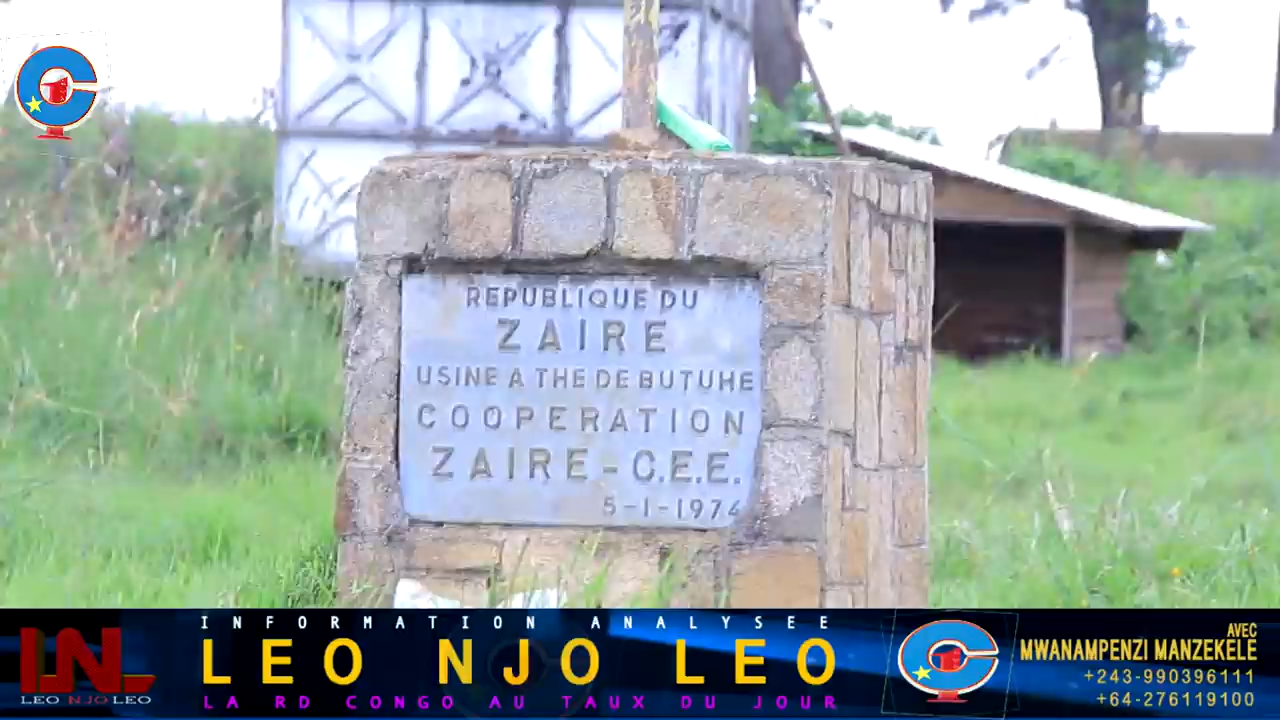 REPUBLIQUE DU
ZAIRE
USINE A THE DE BUTUHE
COOPERATION
ZAIRE - C.E.E.
5-1-1974
INFORMATION ANALYSEE
LEO NJO LEO
LA RD CONGO AU TAUX DU JOUR
LN
LEO NJO LEO
AVEC
MWANAMPENZI MANZEKELE
+243-990396111
+64-276119100